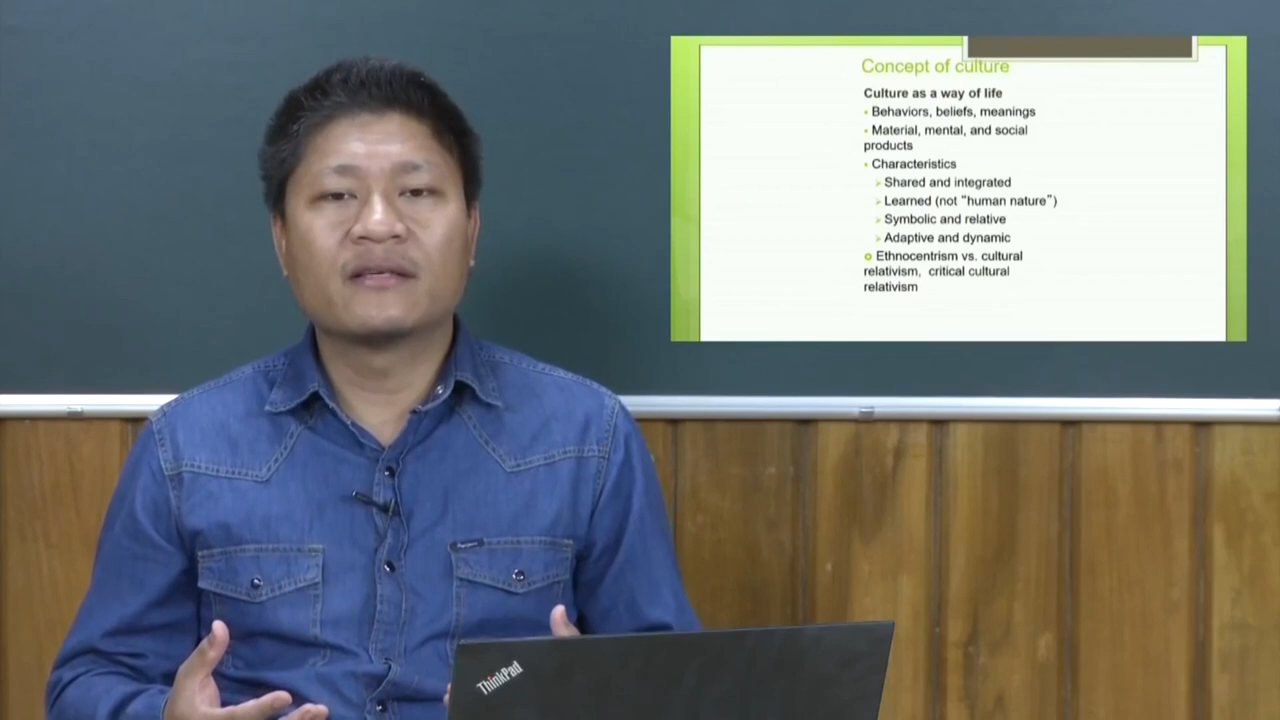 Concept of culture
Culture as a way of life
Behaviors, beliefs, meanings
Material, mental, and social
products
Characteristics
Shared and integrated
Learned (not “human nature”)
Symbolic and relative
Adaptive and dynamic
Ethnocentrism vs. cultural
relativism, critical cultural
relativism
ThinkPad